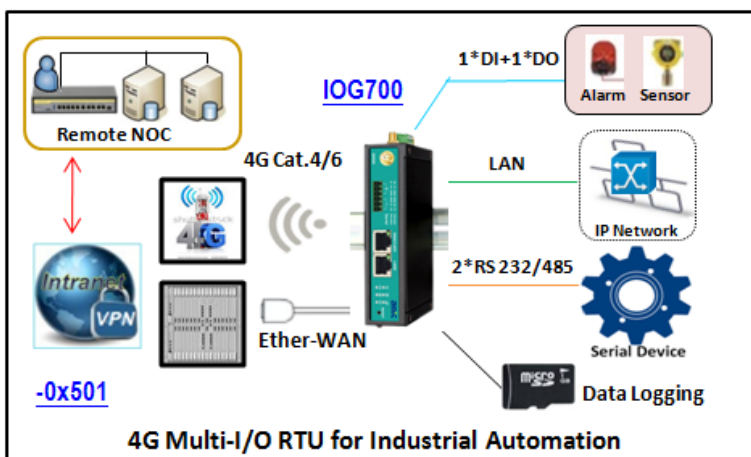 Remote NOC
IOG700
1*DI+1*DO
Alarm
Sensor
4G Cat.4/6
4G
LAN
IP Network
Intranet
VPN
2*RS 232/485
Serial Device
Ether-WAN
-0x501
micro
SD
GB
Data Logging
4G Multi-I/O RTU for Industrial Automation